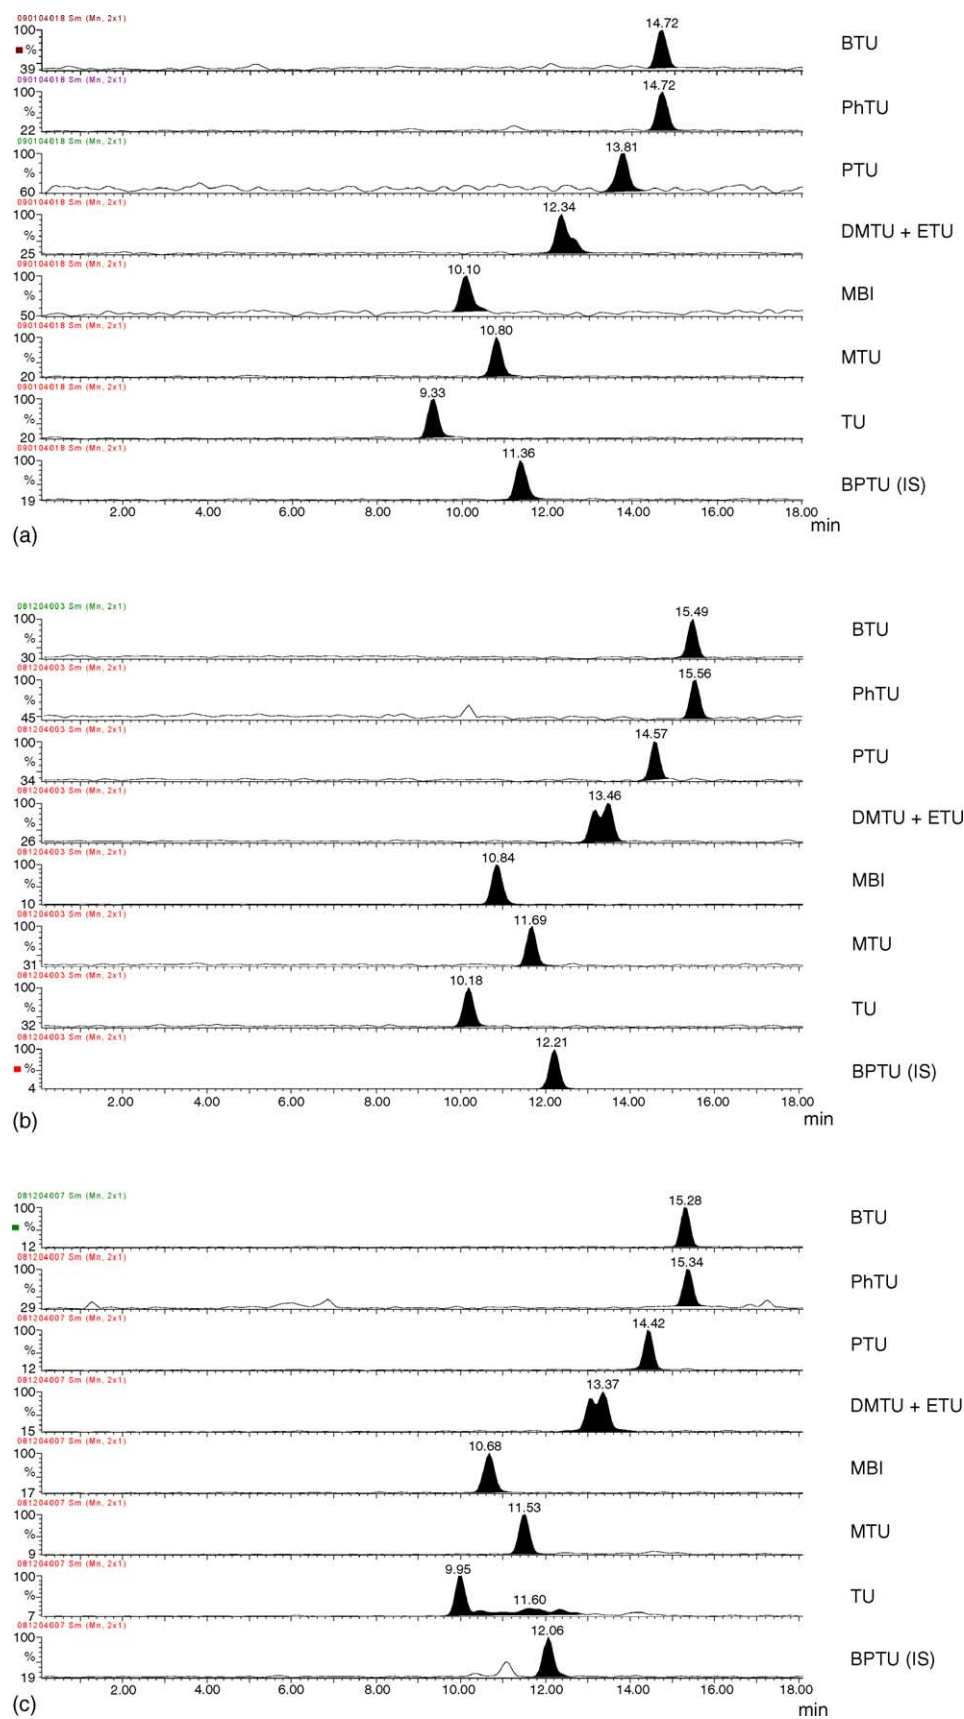 090104018 Sm (Mn, 2x1)
100 % 39 14.72 BTU
090104018 Sm (Mn, 2x1)
100 % 22 14.72 PhTU
090104018 Sm (Mn, 2x1)
100 % 60 13.81 PTU
090104018 Sm (Mn, 2x1)
100 % 25 12.34 DMTU + ETU
090104018 Sm (Mn, 2x1)
100 % 50 10.10 MBI
090104018 Sm (Mn, 2x1)
100 % 20 10.80 MTU
090104018 Sm (Mn, 2x1)
100 % 20 9.33 TU
090104018 Sm (Mn, 2x1)
100 % 19 11.36 BPTU (IS)
2.00 4.00 6.00 8.00 10.00 12.00 14.00 16.00 18.00
min
(a)
081204003 Sm (Mn, 2x1)
100 % 30 15.49 BTU
081204003 Sm (Mn, 2x1)
100 % 45 15.56 PhTU
081204003 Sm (Mn, 2x1)
100 % 34 14.57 PTU
081204003 Sm (Mn, 2x1)
100 % 26 13.46 DMTU + ETU
081204003 Sm (Mn, 2x1)
100 % 10 10.84 MBI
081204003 Sm (Mn, 2x1)
100 % 31 11.69 MTU
081204003 Sm (Mn, 2x1)
100 % 32 10.18 TU
081204003 Sm (Mn, 2x1)
100 % 4 12.21 BPTU (IS)
2.00 4.00 6.00 8.00 10.00 12.00 14.00 16.00 18.00
min
(b)
081204007 Sm (Mn, 2x1)
100 % 12 15.28 BTU
081204007 Sm (Mn, 2x1)
100 % 29 15.34 PhTU
081204007 Sm (Mn, 2x1)
100 % 12 14.42 PTU
081204007 Sm (Mn, 2x1)
100 % 15 13.37 DMTU + ETU
081204007 Sm (Mn, 2x1)
100 % 17 10.68 MBI
081204007 Sm (Mn, 2x1)
100 % 9 11.53 MTU
081204007 Sm (Mn, 2x1)
100 % 7 9.95 11.60 TU
081204007 Sm (Mn, 2x1)
100 % 19 12.06 BPTU (IS)
2.00 4.00 6.00 8.00 10.00 12.00 14.00 16.00 18.00
min
(c)